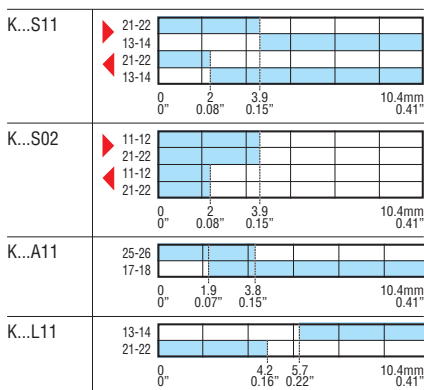 K...S11
21-22
13-14
21-22
13-14
0 2 3.9 10.4mm
0” 0.08” 0.15” 0.41”
K...S02
11-12
21-22
11-12
21-22
0 2 3.9 10.4mm
0” 0.08” 0.15” 0.41”
K...A11
25-26
17-18
0 1.9 3.8 10.4mm
0” 0.07” 0.15” 0.41”
K...L11
13-14
21-22
0 4.2 5.7 10.4mm
0” 0.16” 0.22” 0.41”